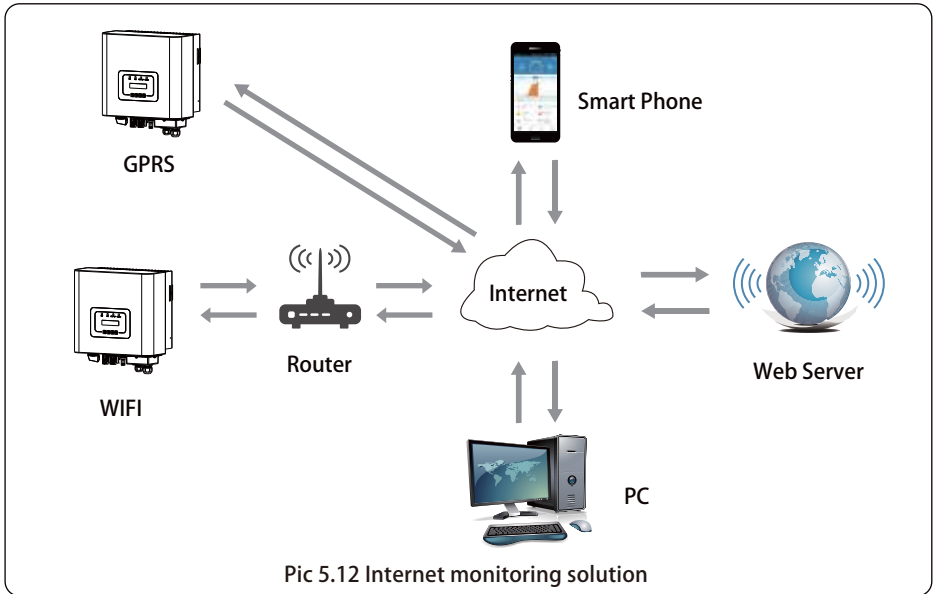 Smart Phone
GPRS
Internet
Router
Web Server
WIFI
PC
Pic 5.12 Internet monitoring solution